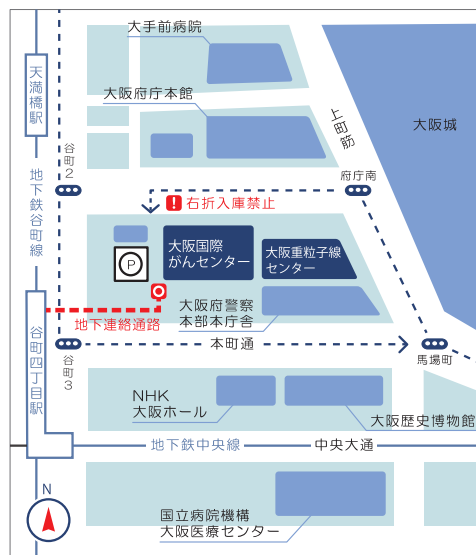 大手前病院
天満橋駅
大阪府庁本館
上町筋
大阪城
谷町2
府庁南
地下鉄谷町線
右折入庫禁止
大阪国際
がんセンター
大阪重粒子線
センター
P
大阪府警察
本部本庁舎
地下連絡通路
本町通
谷町3
馬場町
谷町四丁目駅
NHK
大阪ホール
大阪歴史博物館
地下鉄中央線
中央大通
N
国立病院機構
大阪医療センター